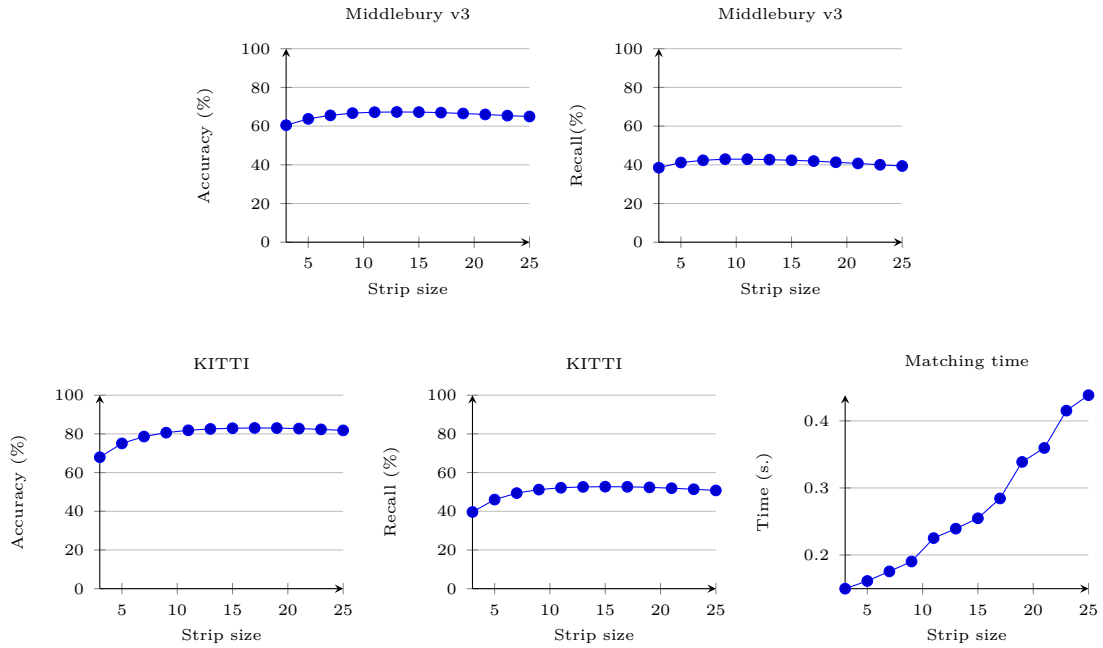 Middlebury v3
100
80
60
40
20
0
5 10 15 20 25
Accuracy (%)
Strip size
Middlebury v3
100
80
60
40
20
0
5 10 15 20 25
Recall(%)
Strip size
KITTI
100
80
60
40
20
0
5 10 15 20 25
Accuracy (%)
Strip size
KITTI
100
80
60
40
20
0
5 10 15 20 25
Recall (%)
Strip size
Matching time
0.4
0.3
0.2
5 10 15 20 25
Time (s.)
Strip size